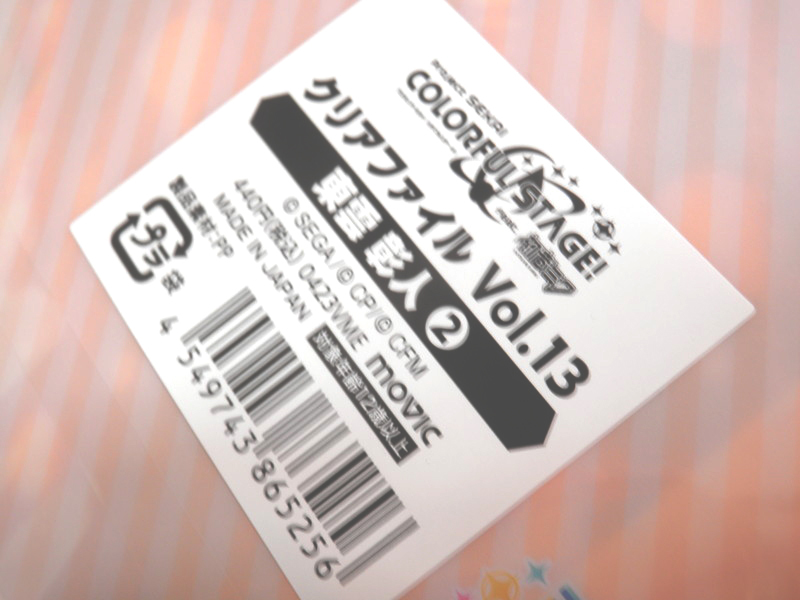 PROJECT SEKAI
COLORFUL STAGE!
feat. 初音ミク
クリアファイル Vol.13
東雲 彰人 2
© SEGA / © CP / © CFM
440円(税込) 0423VME movic
MADE IN JAPAN 対象年齢12歳以上
製品素材:PP
プラ 袋
4 549743 865256